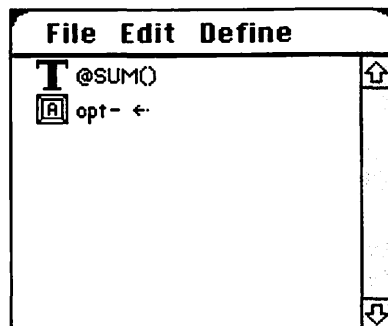 File Edit Define
T @SUM()
A opt- ←